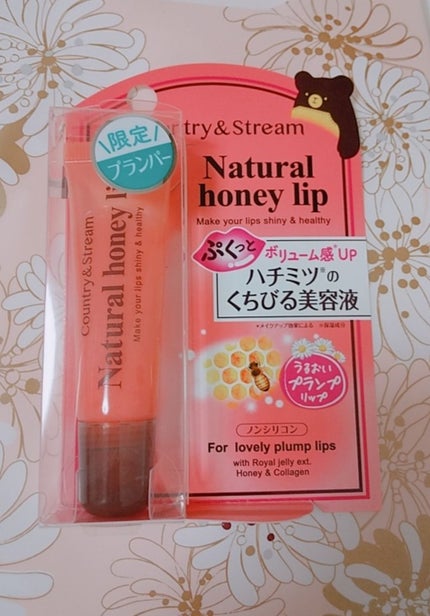 \限定/
プランパー
Country & Stream
Natural honey li
Make your lips shiny & healthy
ntry & Stream
Natural
honey lip
Make your lips shiny & healthy
ぷくっと
ボリューム感*UP
ハチミツ※の
くちびる美容液
*メイクアップ効果による ※保湿成分
うるおい
プランプ
リップ
ノンシリコン
For lovely plump lips
with Royal jelly ext.
Honey & Collagen